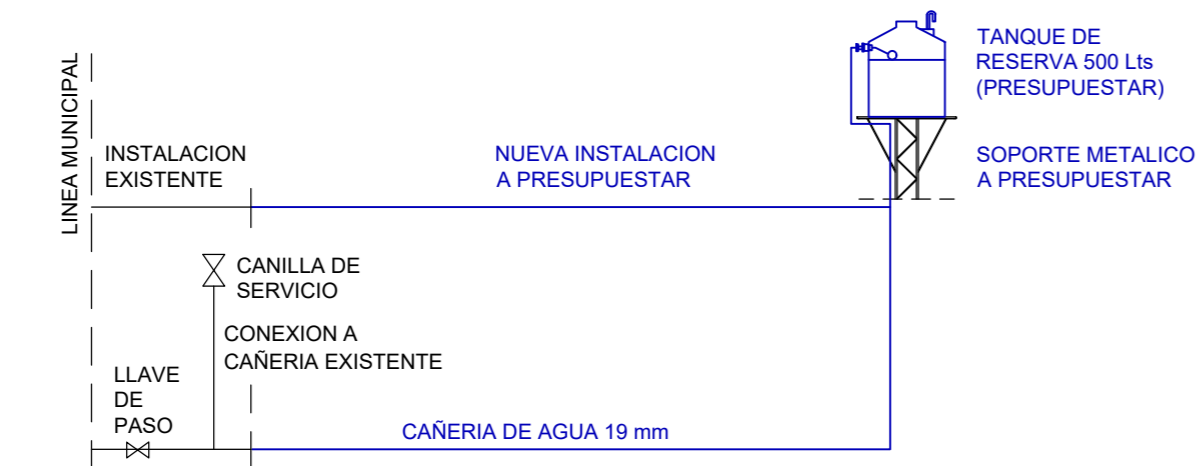 LINEA MUNICIPAL
INSTALACION
EXISTENTE
NUEVA INSTALACION
A PRESUPUESTAR
TANQUE DE
RESERVA 500 Lts
(PRESUPUESTAR)
SOPORTE METALICO
A PRESUPUESTAR
CANILLA DE
SERVICIO
CONEXION A
CAÑERIA EXISTENTE
LLAVE
DE
PASO
CAÑERIA DE AGUA 19 mm